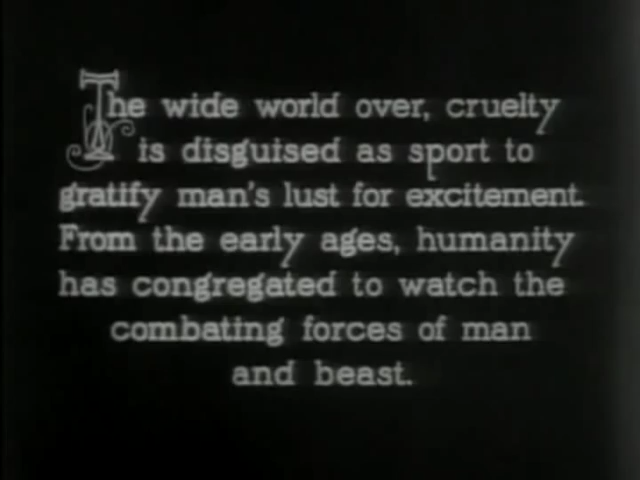 The wide world over, cruelty
is disguised as sport to
gratify man's lust for excitement.
From the early ages, humanity
has congregated to watch the
combating forces of man
and beast.